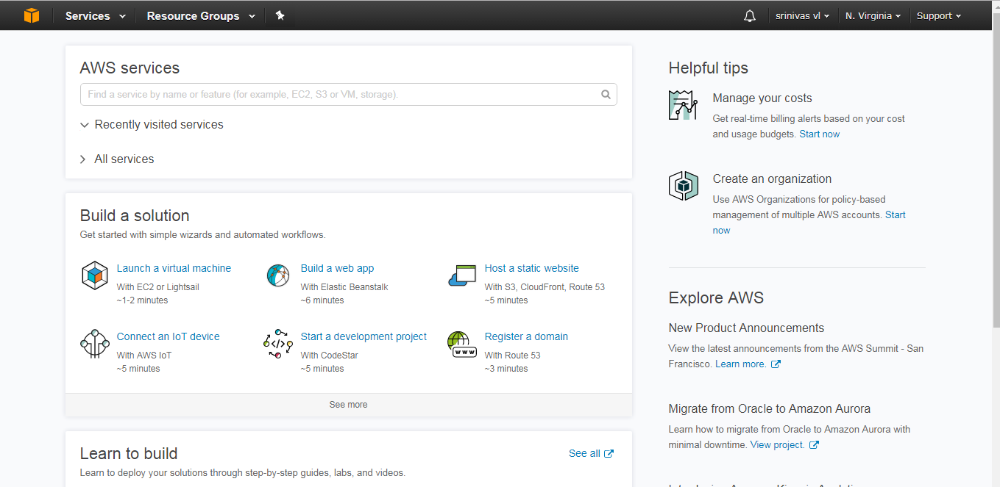 Services
Resource Groups
srinivas vl
N. Virginia
Support
AWS services
Find a service by name or feature (for example, EC2, S3 or VM, storage).
Recently visited services
All services
Build a solution
Get started with simple wizards and automated workflows.
Launch a virtual machine
With EC2 or Lightsail
~1-2 minutes
Build a web app
With Elastic Beanstalk
~6 minutes
Host a static website
With S3, CloudFront, Route 53
~5 minutes
Connect an IoT device
With AWS IoT
~5 minutes
Start a development project
With CodeStar
~5 minutes
Register a domain
With Route 53
~3 minutes
www
See more
Learn to build
See all
Learn to deploy your solutions through step-by-step guides, labs, and videos.
Helpful tips
Manage your costs
Get real-time billing alerts based on your cost
and usage budgets. Start now
Create an organization
Use AWS Organizations for policy-based
management of multiple AWS accounts. Start
now
Explore AWS
New Product Announcements
View the latest announcements from the AWS Summit - San
Francisco. Learn more.
Migrate from Oracle to Amazon Aurora
Learn how to migrate from Oracle to Amazon Aurora with
minimal downtime. View project.